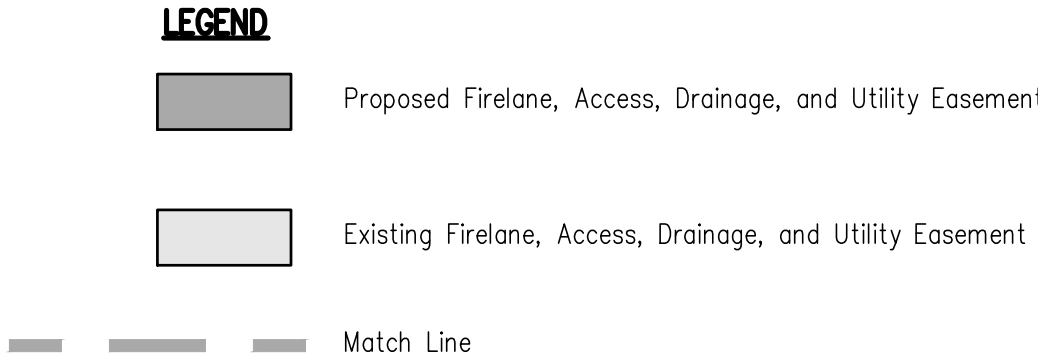 LEGEND
Proposed Firelane, Access, Drainage, and Utility Easement
Existing Firelane, Access, Drainage, and Utility Easement
Match Line